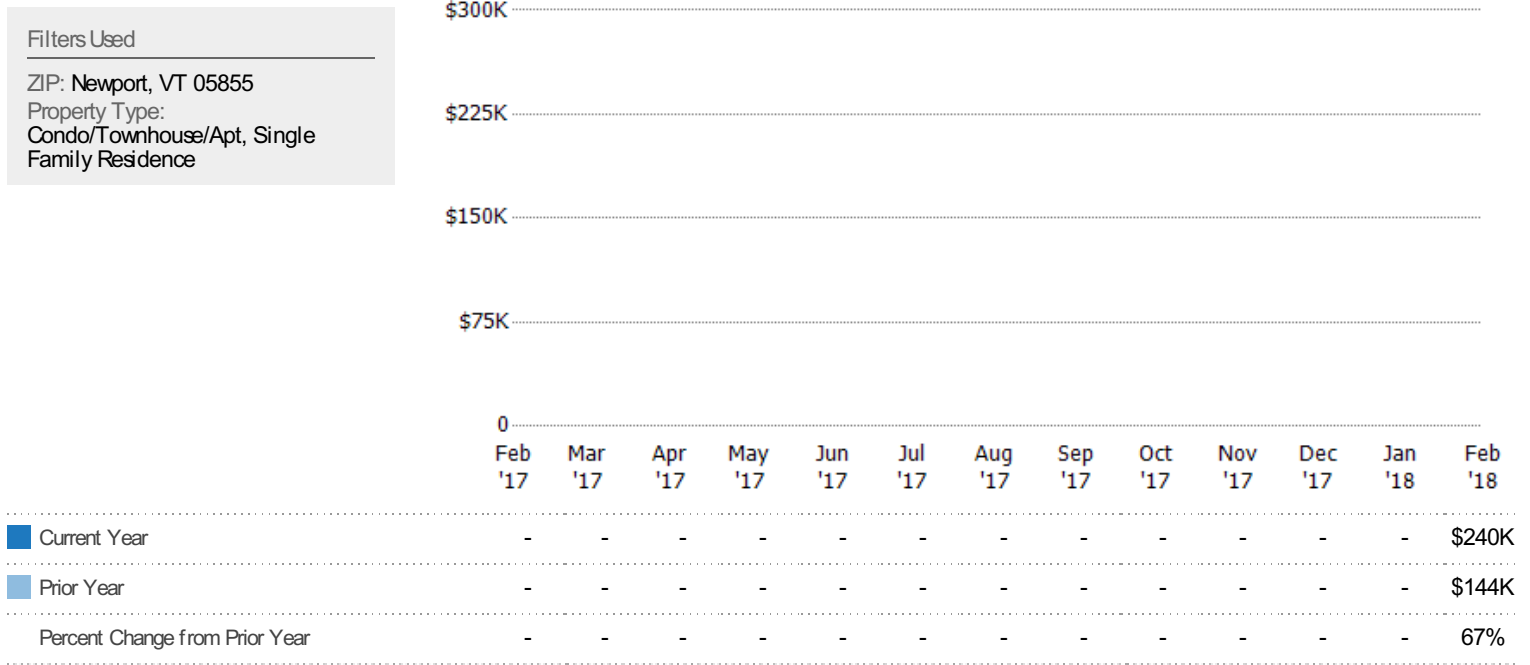 Filters Used
ZIP: Newport, VT 05855
Property Type:
Condo/Townhouse/Apt, Single
Family Residence
$300K
$225K
$150K
$75K
0
Feb Mar Apr May Jun Jul Aug Sep Oct Nov Dec Jan Feb
'17 '17 '17 '17 '17 '17 '17 '17 '17 '17 '17 '18 '18
Current Year - - - - - - - - - - - - $240K
Prior Year - - - - - - - - - - - - $144K
Percent Change from Prior Year - - - - - - - - - - - - 67%